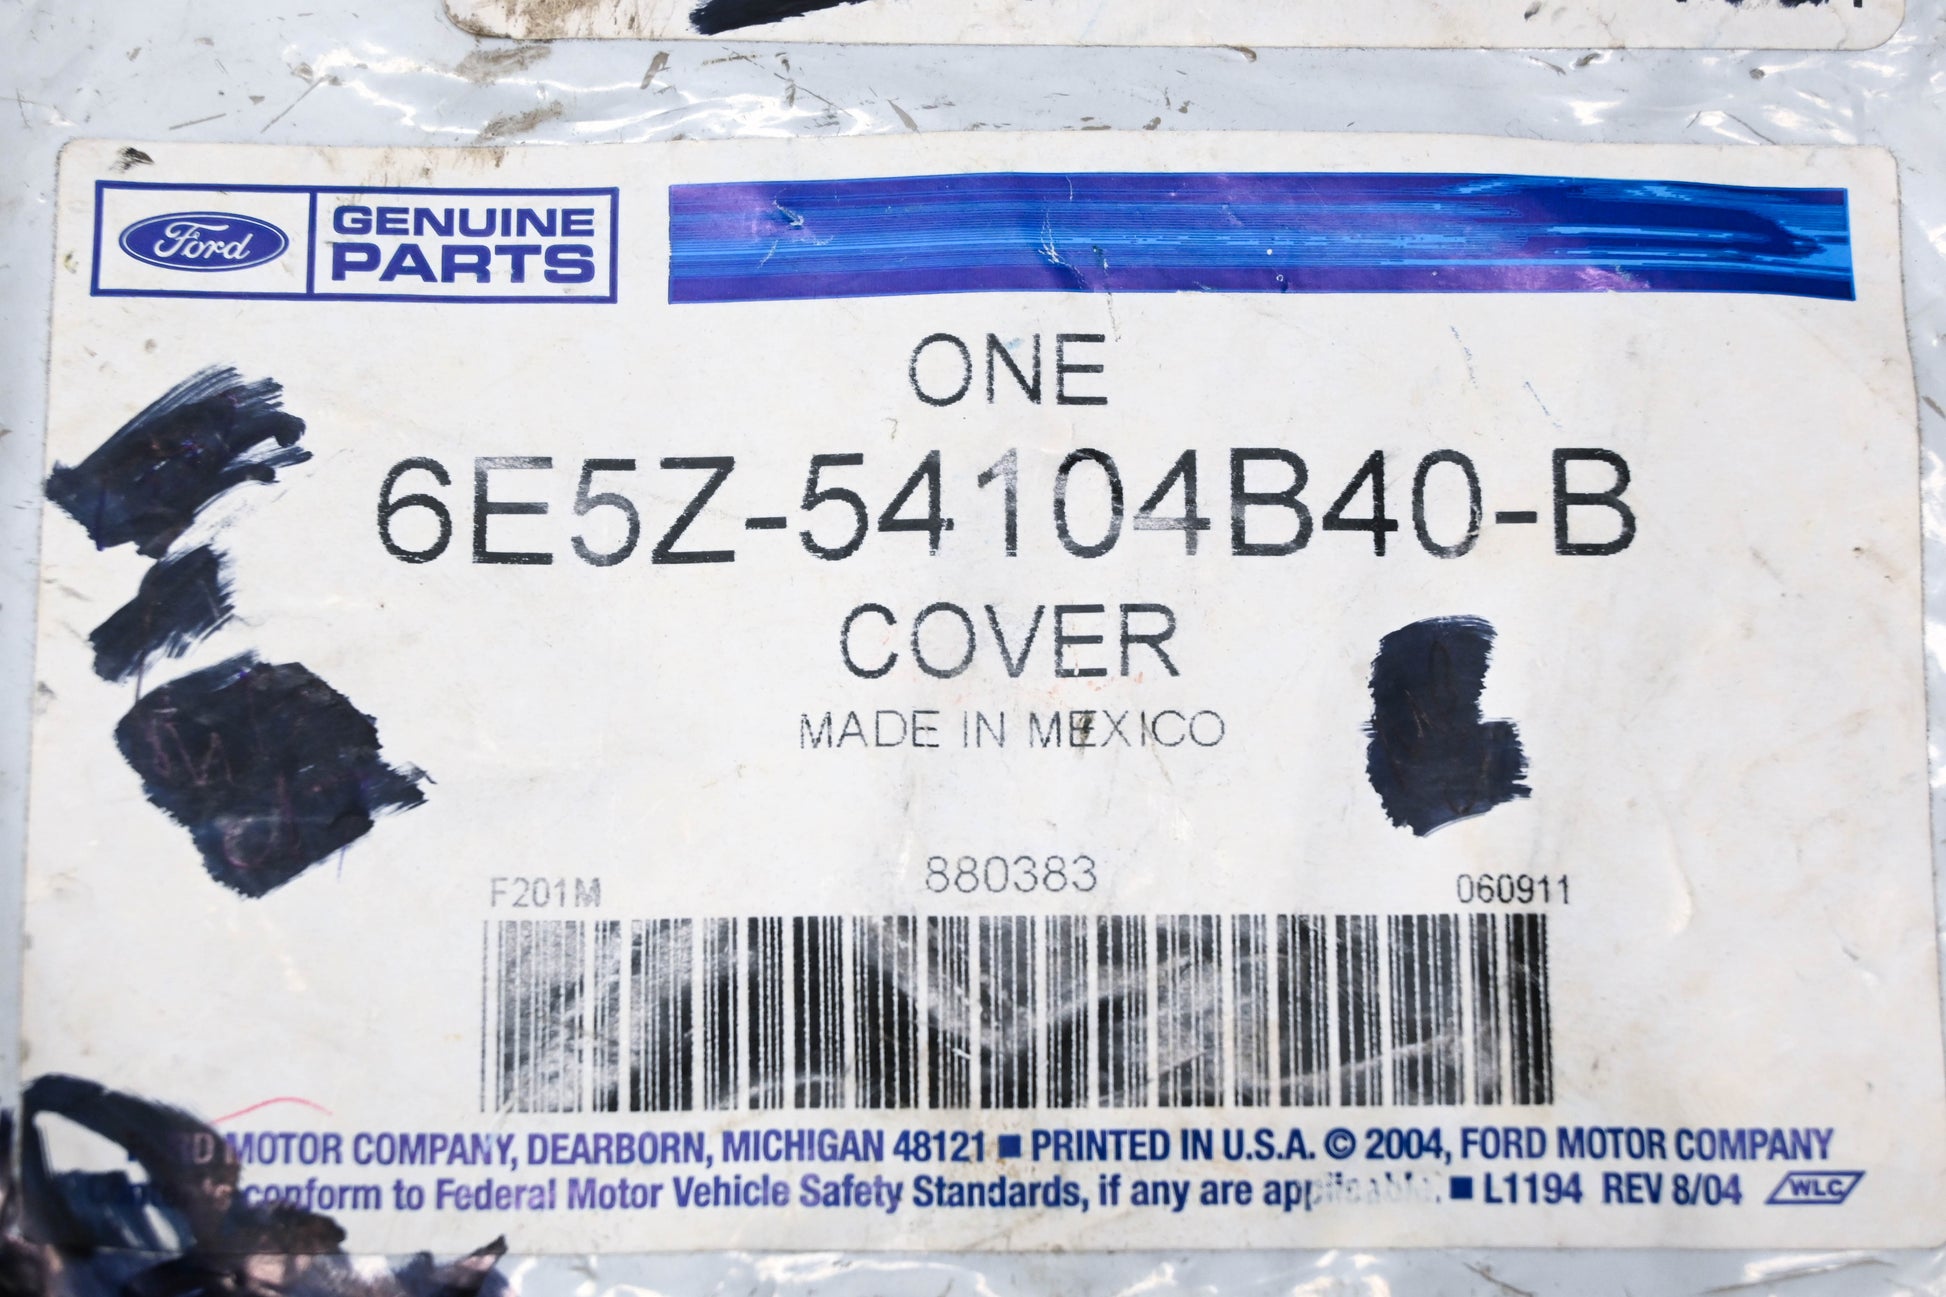 Ford GENUINE
PARTS
ONE
6E5Z-54104B40-B
COVER
MADE IN MEXICO
F201M 880383 060911
MOTOR COMPANY, DEARBORN, MICHIGAN 48121 ■ PRINTED IN U.S.A. © 2004, FORD MOTOR COMPANY
conform to Federal Motor Vehicle Safety Standards, if any are applicable. ■ L1194 REV 8/04 WLC